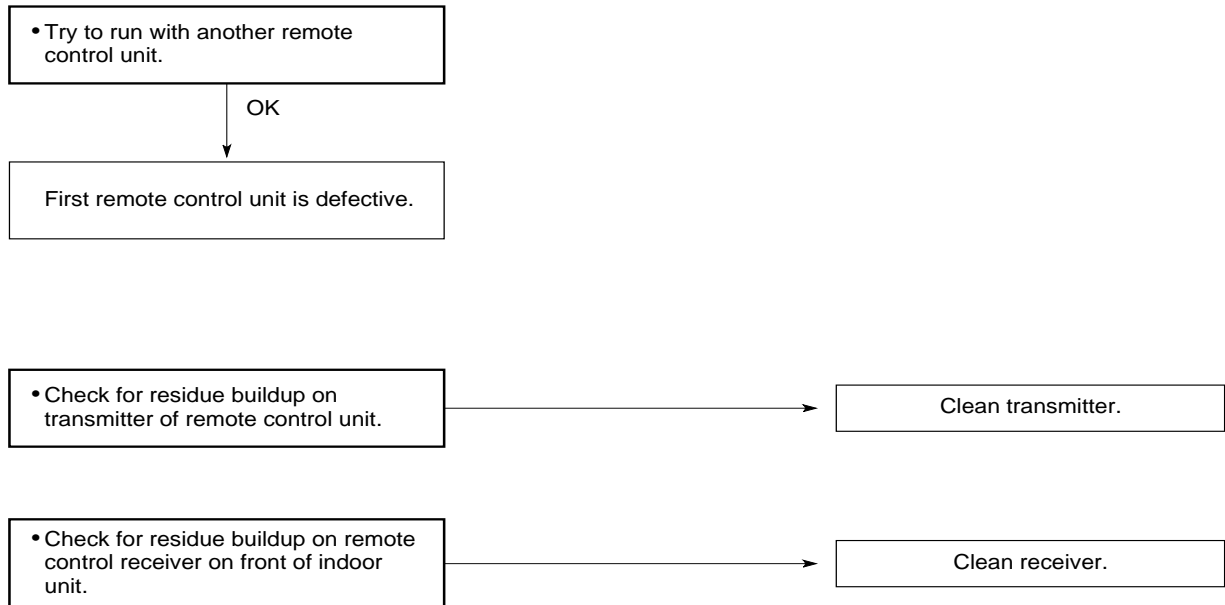 • Try to run with another remote
control unit.
OK
First remote control unit is defective.
• Check for residue buildup on
transmitter of remote control unit.
Clean transmitter.
• Check for residue buildup on remote
control receiver on front of indoor
unit.
Clean receiver.